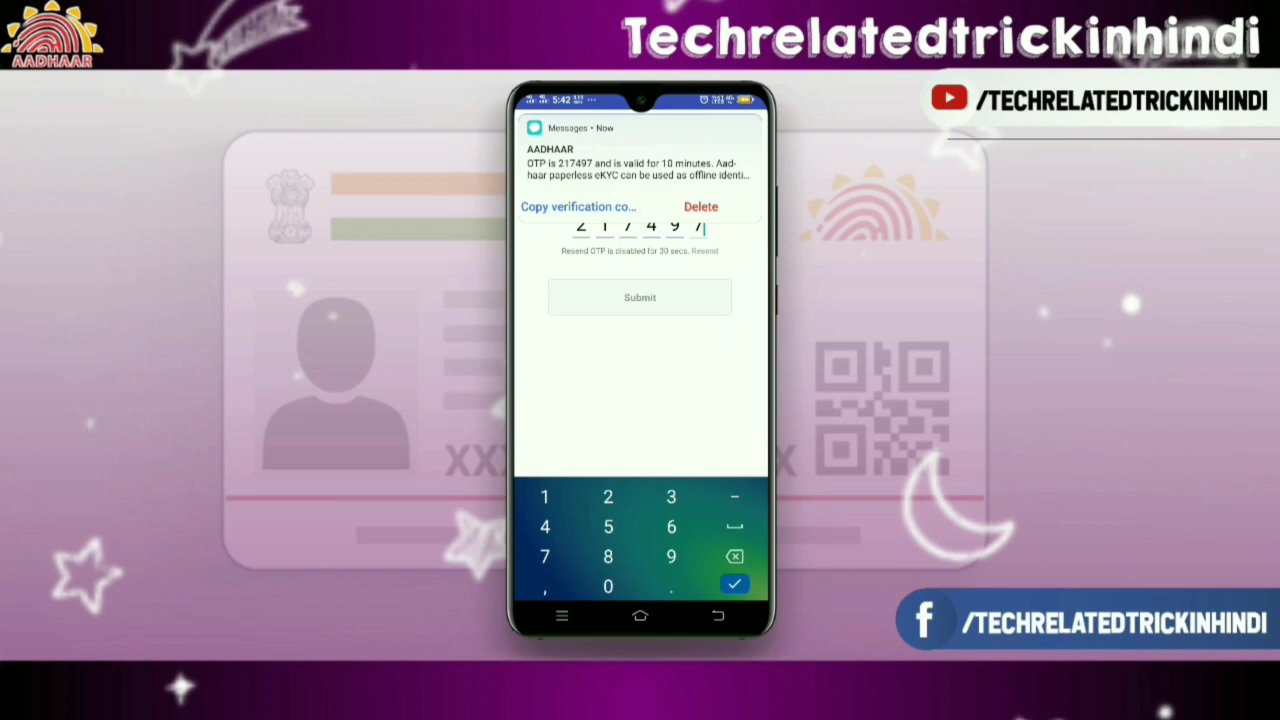 Techrelatedtrickinhindi
AADHAAR
/TECHRELATEDTRICKINHINDI
5:42
Messages • Now
AADHAAR
OTP is 217497 and is valid for 10 minutes. Aad-
haar paperless eKYC can be used as offline identi...
Copy verification co... Delete
2 1 7 4 9 7
Resend OTP is disabled for 30 secs. Resend
Submit
XXX X
1 2 3 -
4 5 6
7 8 9
, 0 .
f /TECHRELATEDTRICKINHINDI